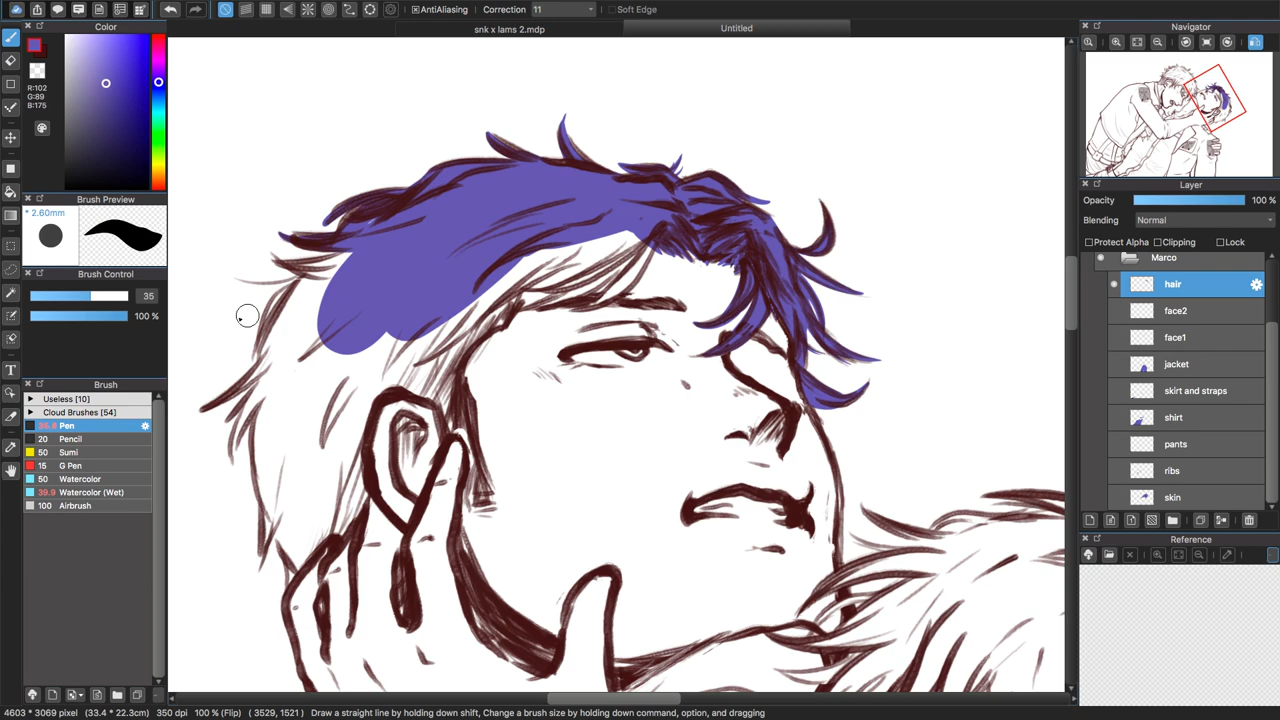 AntiAliasing Correction 11 Soft Edge
Color
snk x lams 2.mdp
Untitled
Navigator
R:102
G:89
B:175
Brush Preview
* 2.60mm
Layer
Opacity 100 %
Blending Normal
Protect Alpha Clipping Lock
Marco
Brush Control
hair
35
face2
100 %
face1
jacket
Brush
skirt and straps
Useless [10]
Cloud Brushes [54]
shirt
Pen
20 Pencil
pants
50 Sumi
15 G Pen
ribs
50 Watercolor
39.9 Watercolor (Wet)
skin
100 Airbrush
Reference
4603 * 3069 pixel (33.4 * 22.3cm) 350 dpi 100 % (Flip) ( 3529, 1521 ) Draw a straight line by holding down shift, Change a brush size by holding down command, option, and dragging